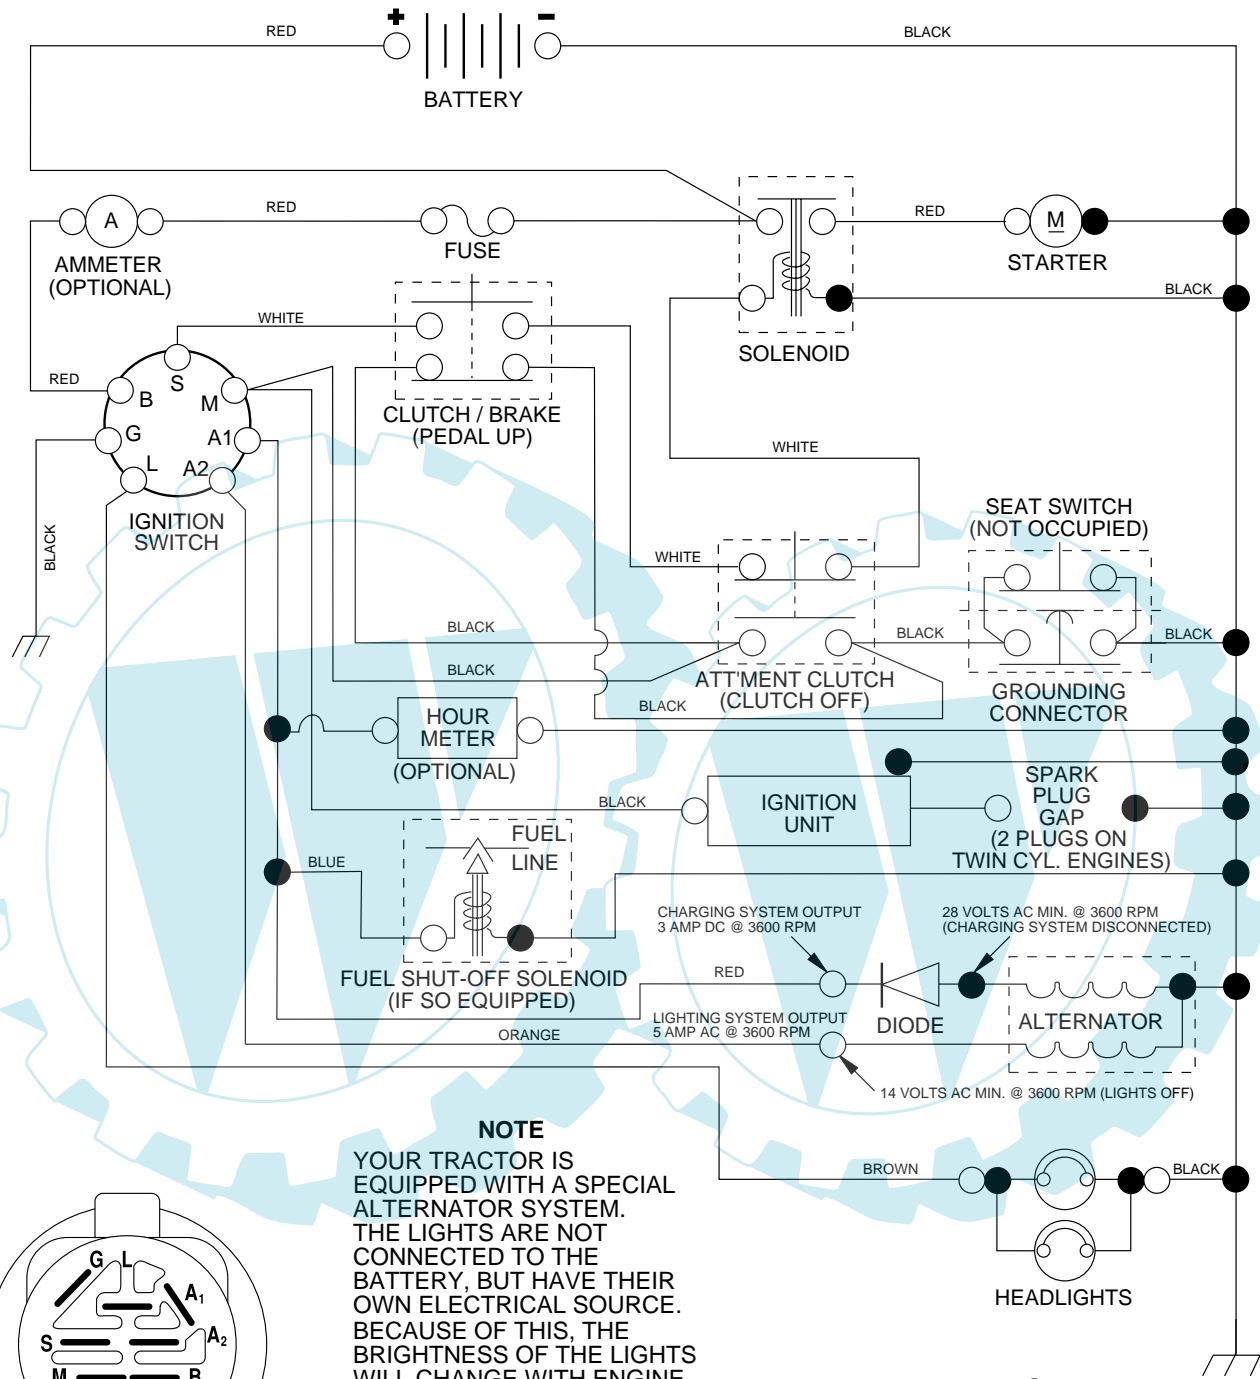 + -
RED
BLACK
BATTERY
A
RED
FUSE
RED
M
AMMETER
(OPTIONAL)
STARTER
BLACK
WHITE
SOLENOID
RED
S
B
M
G
A1
L
A2
CLUTCH / BRAKE
(PEDAL UP)
WHITE
IGNITION
SWITCH
BLACK
SEAT SWITCH
(NOT OCCUPIED)
WHITE
BLACK
BLACK
BLACK
BLACK
ATT'MENT CLUTCH
(CLUTCH OFF)
BLACK
GROUNDING
CONNECTOR
HOUR
METER
(OPTIONAL)
BLACK
IGNITION
UNIT
SPARK
PLUG
GAP
(2 PLUGS ON
TWIN CYL. ENGINES)
FUEL
LINE
BLUE
CHARGING SYSTEM OUTPUT
3 AMP DC @ 3600 RPM
28 VOLTS AC MIN. @ 3600 RPM
(CHARGING SYSTEM DISCONNECTED)
FUEL SHUT-OFF SOLENOID
(IF SO EQUIPPED)
RED
DIODE
ALTERNATOR
LIGHTING SYSTEM OUTPUT
5 AMP AC @ 3600 RPM
ORANGE
14 VOLTS AC MIN. @ 3600 RPM (LIGHTS OFF)
NOTE
YOUR TRACTOR IS
EQUIPPED WITH A SPECIAL
ALTERNATOR SYSTEM.
THE LIGHTS ARE NOT
CONNECTED TO THE
BATTERY, BUT HAVE THEIR
OWN ELECTRICAL SOURCE.
BECAUSE OF THIS, THE
BRIGHTNESS OF THE LIGHTS
WILL CHANGE WITH ENGINE
BROWN
BLACK
HEADLIGHTS
G
L
A1
A2
S
M
B